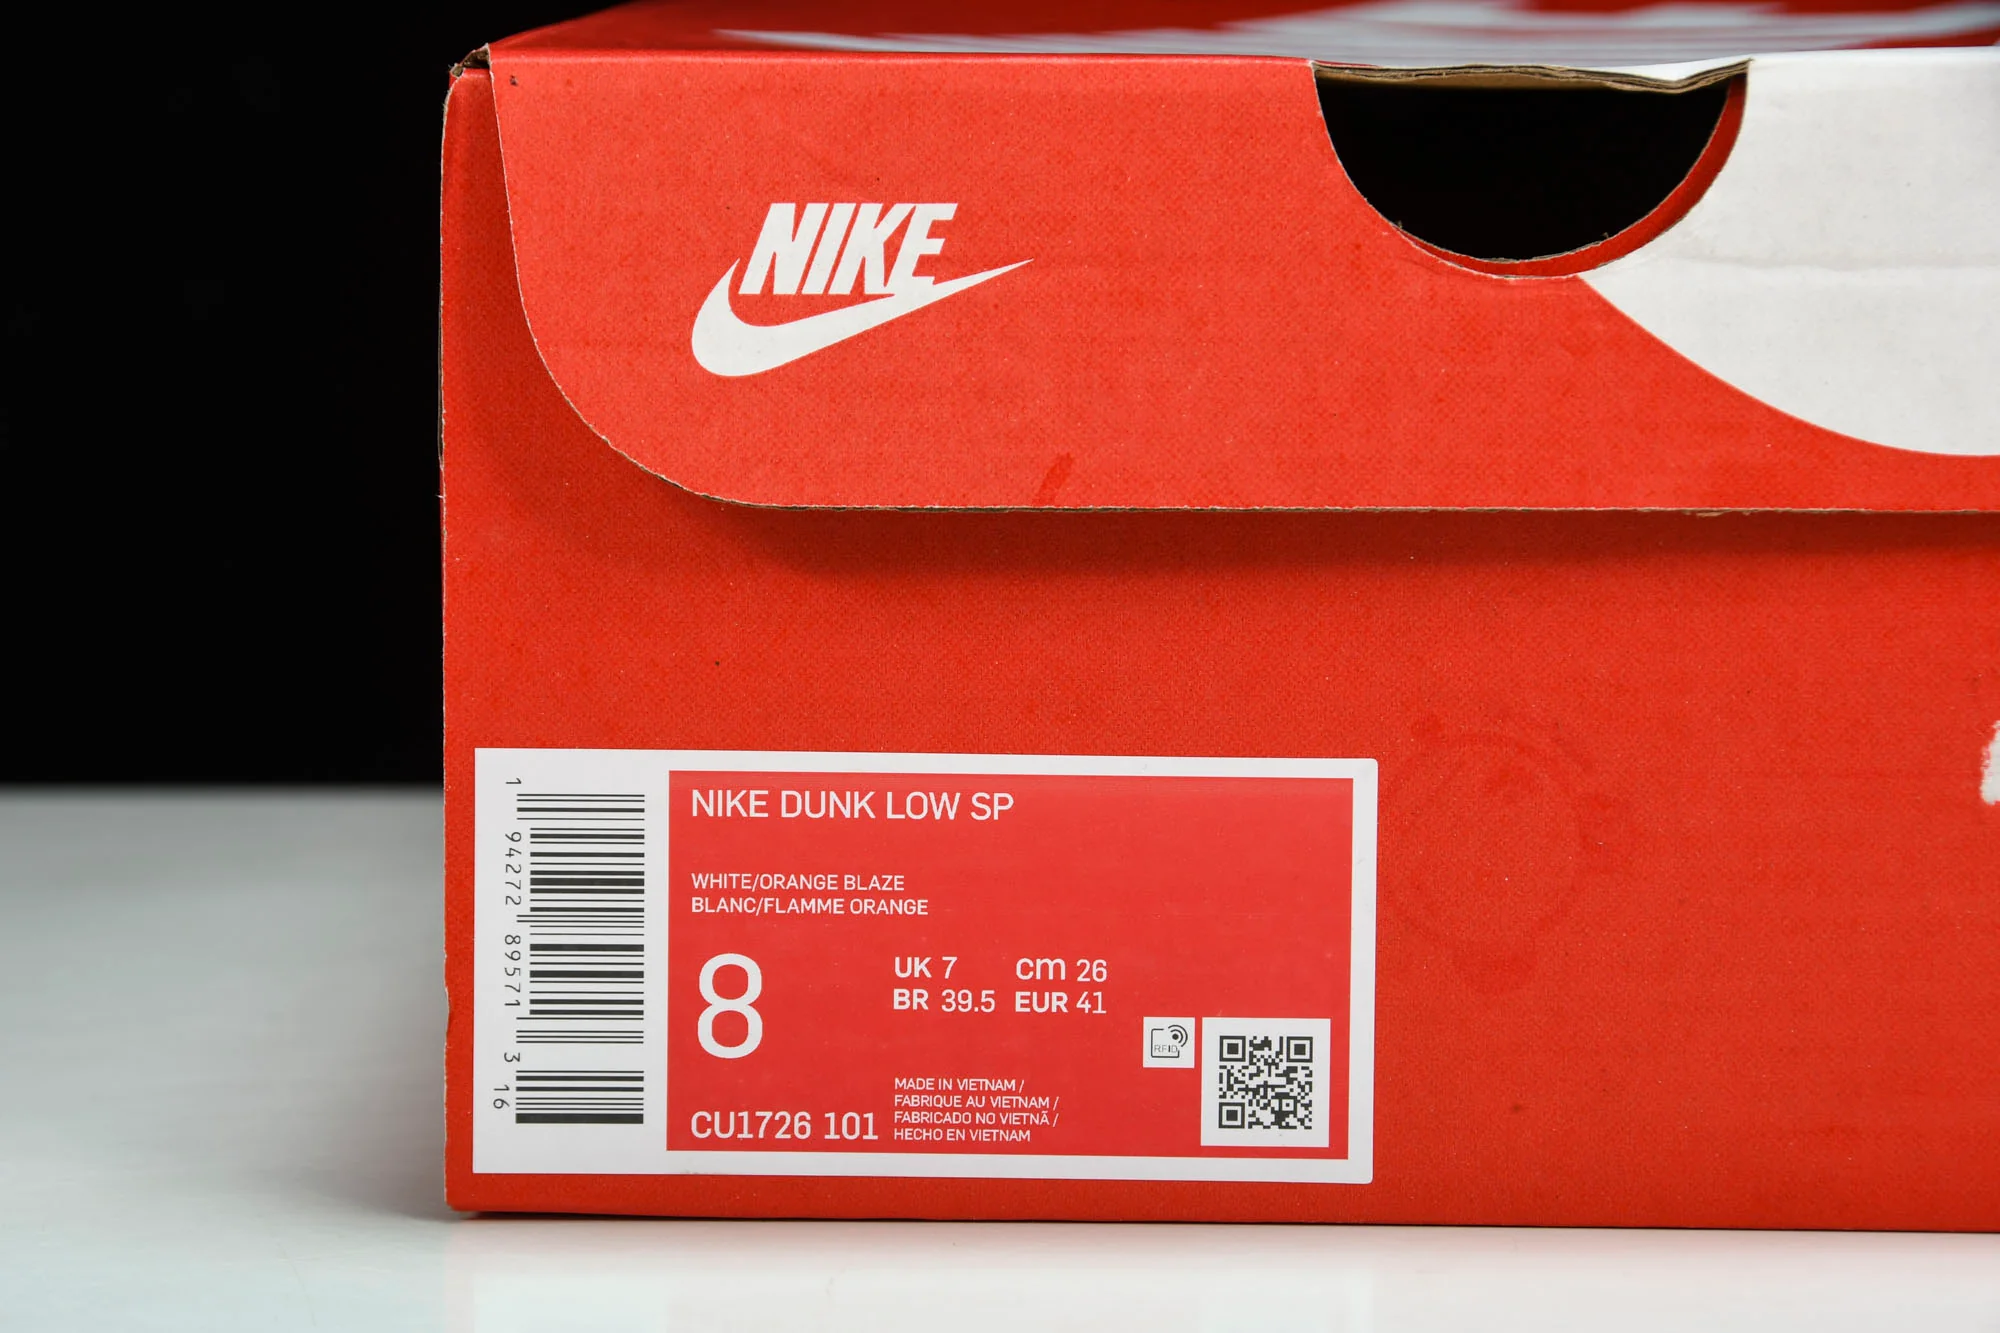 NIKE
NIKE DUNK LOW SP
WHITE/ORANGE BLAZE
BLANC/FLAMME ORANGE
8
UK 7 cm 26
BR 39.5 EUR 41
RFID
CU1726 101
MADE IN VIETNAM /
FABRIQUE AU VIETNAM /
FABRICADO NO VIETNÃ /
HECHO EN VIETNAM
1 94272 89571 3 16